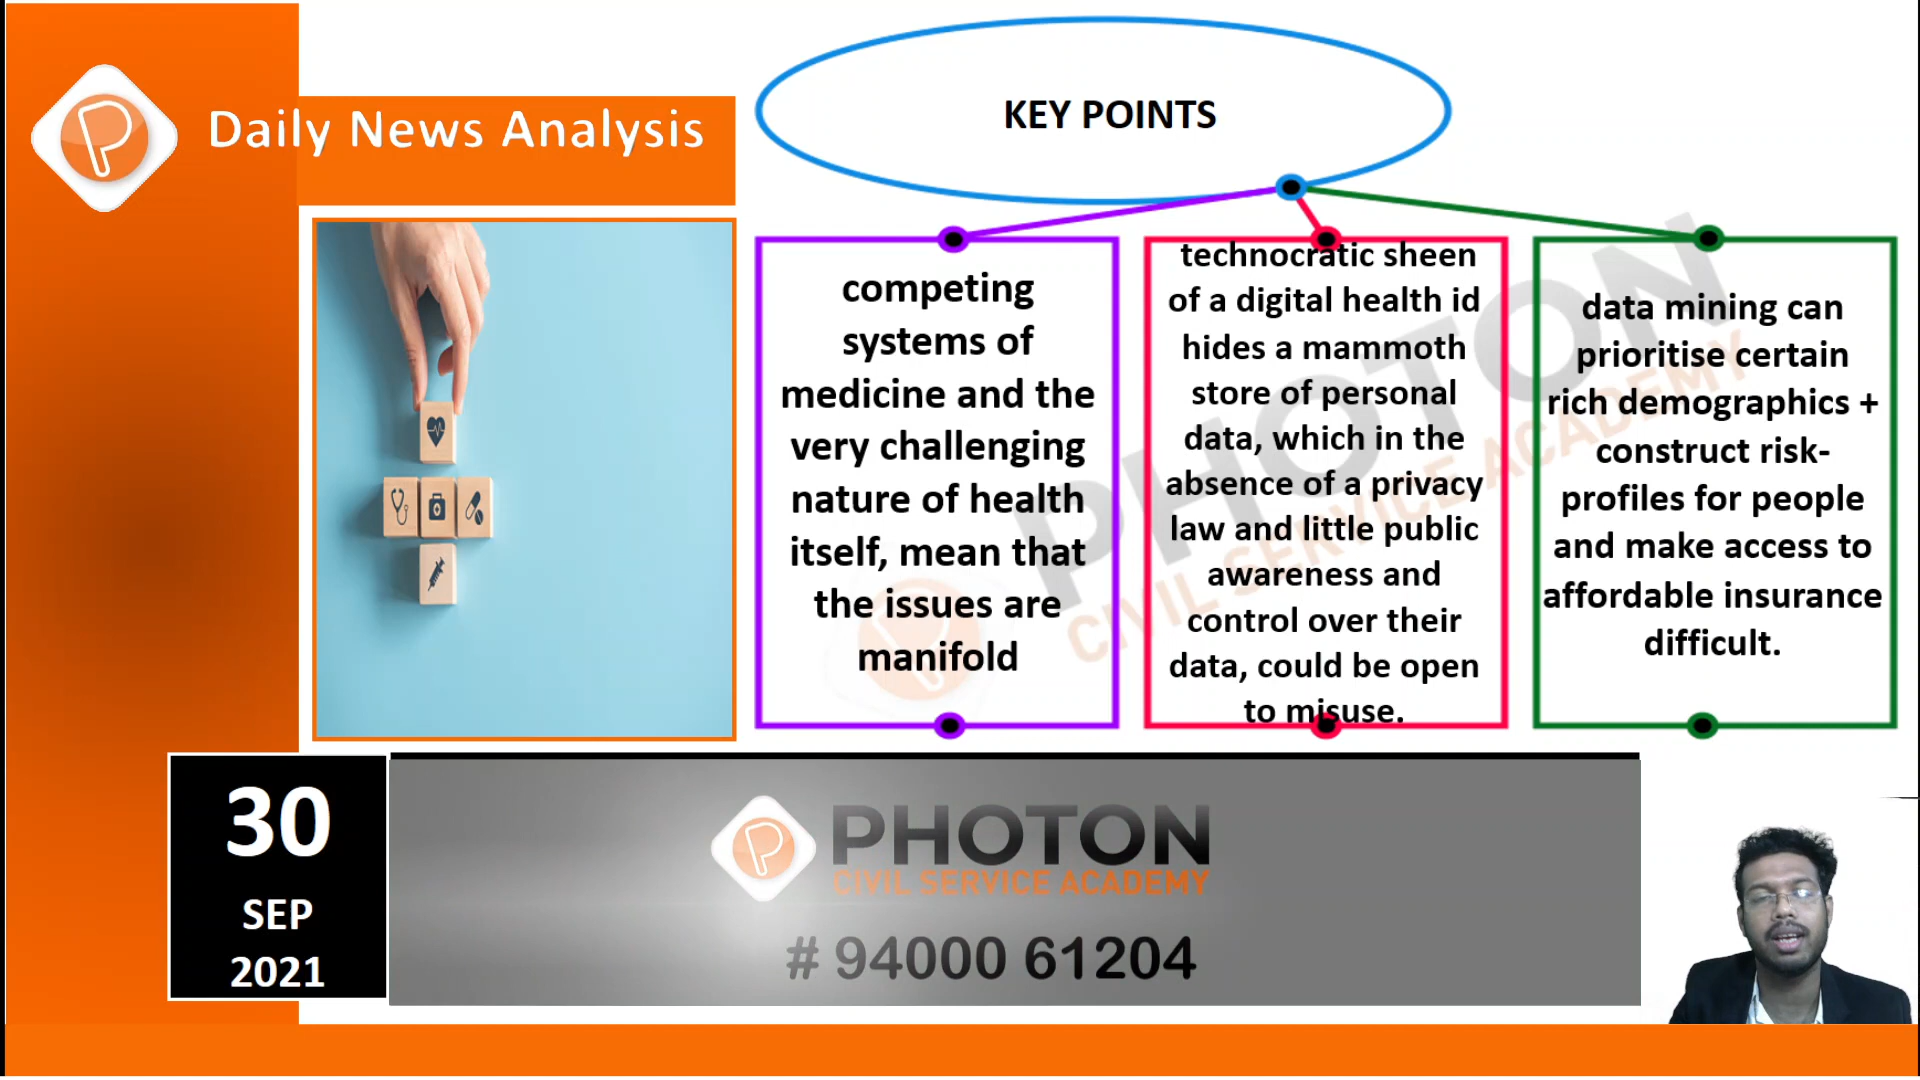 Daily News Analysis
KEY POINTS
competing
systems of
medicine and the
very challenging
nature of health
itself, mean that
the issues are
manifold
technocratic sheen
of a digital health id
hides a mammoth
store of personal
data, which in the
absence of a privacy
law and little public
awareness and
control over their
data, could be open
to misuse.
data mining can
prioritise certain
rich demographics +
construct risk-
profiles for people
and make access to
affordable insurance
difficult.
PHOTON
CIVIL SERVICE ACADEMY
30
SEP
2021
PHOTON
CIVIL SERVICE ACADEMY
# 94000 61204